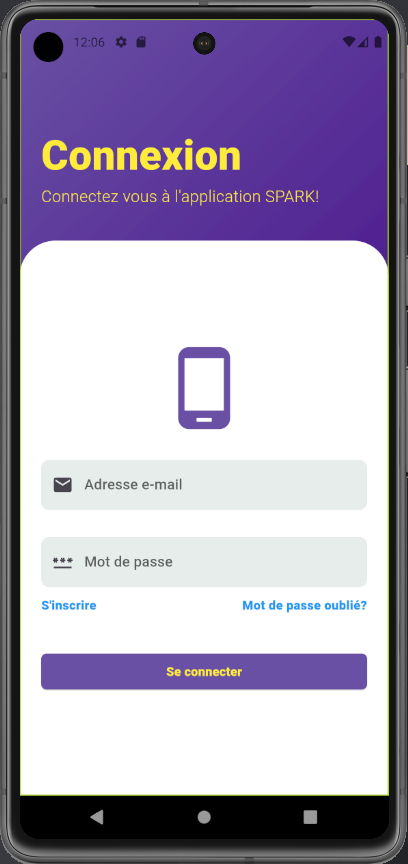 12:06
Connexion
Connectez vous à l'application SPARK!
Adresse e-mail
Mot de passe
S'inscrire
Mot de passe oublié?
Se connecter